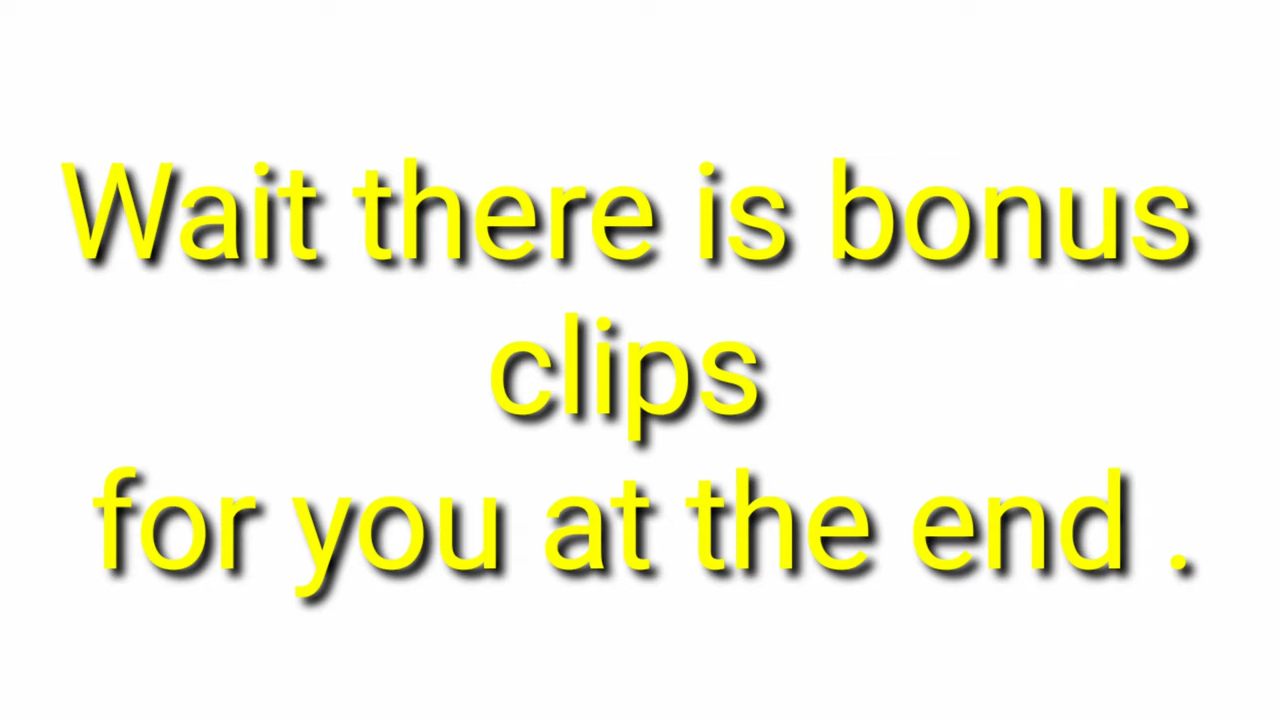 Wait there is bonus
clips
for you at the end .